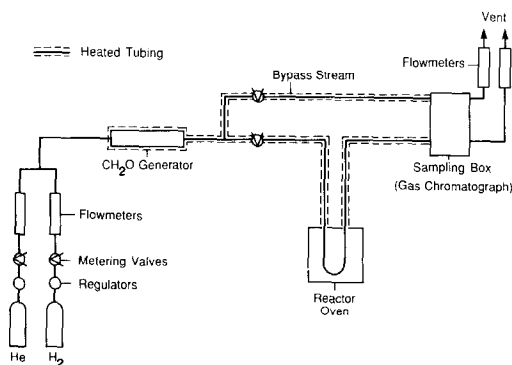 Heated Tubing
Vent
Flowmeters
Bypass Stream
CH2O Generator
Sampling Box
(Gas Chromatograph)
Flowmeters
Metering Valves
Regulators
Reactor
Oven
He
H2